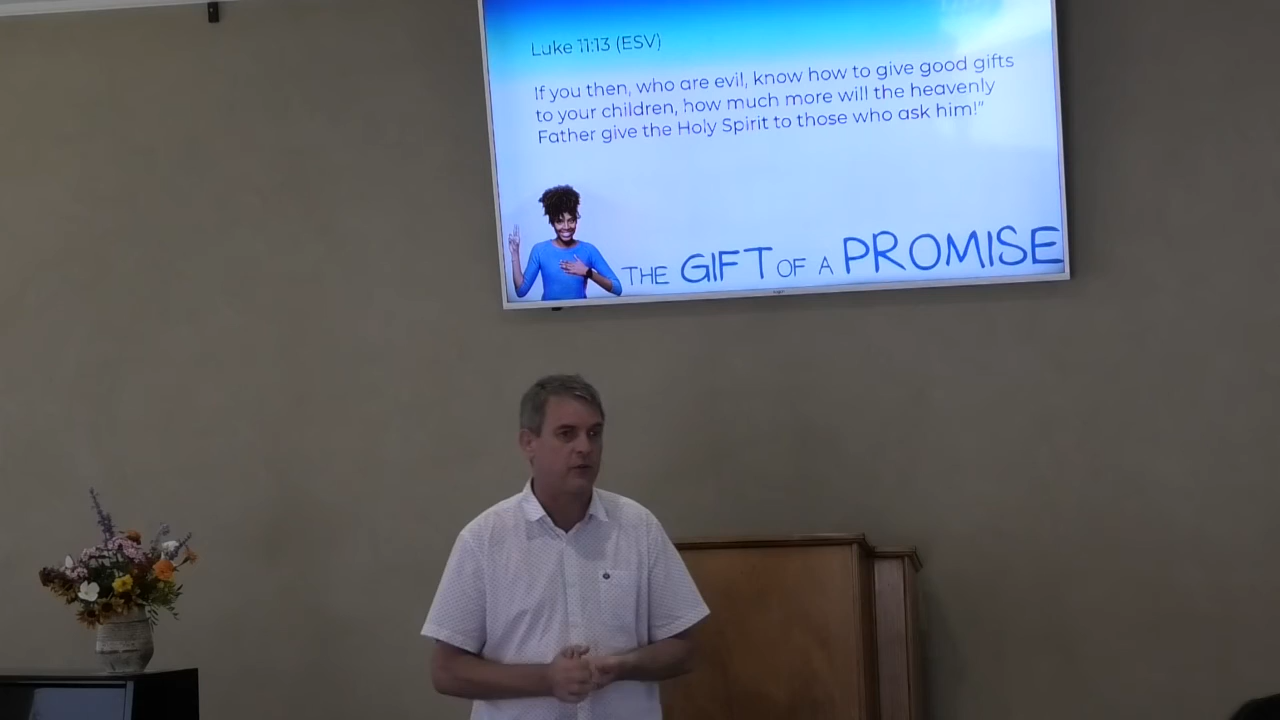 Luke 11:13 (ESV)
If you then, who are evil, know how to give good gifts
to your children, how much more will the heavenly
Father give the Holy Spirit to those who ask him!”
THE GIFT OF A PROMISE